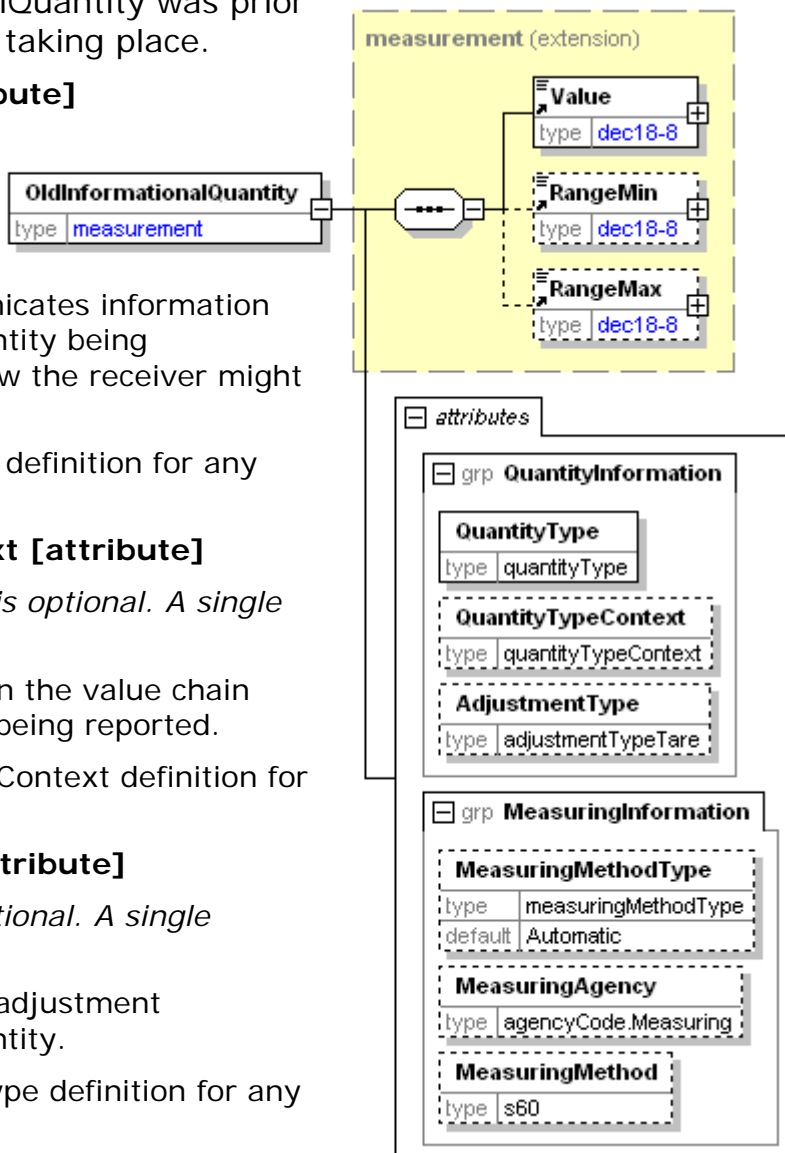 lQuantity was prior
taking place.
bute]
nicates information
ntity being
w the receiver might
definition for any
xt [attribute]
is optional. A single
n the value chain
being reported.
Context definition for
ttribute]
tional. A single
adjustment
ntity.
ype definition for any
OldInformationalQuantity
type measurement
measurement (extension)
Value
type dec18-8
RangeMin
type dec18-8
RangeMax
type dec18-8
attributes
grp QuantityInformation
QuantityType
type quantityType
QuantityTypeContext
type quantityTypeContext
AdjustmentType
type adjustmentTypeTare
grp MeasuringInformation
MeasuringMethodType
type measuringMethodType
default Automatic
MeasuringAgency
type agencyCode.Measuring
MeasuringMethod
type s60